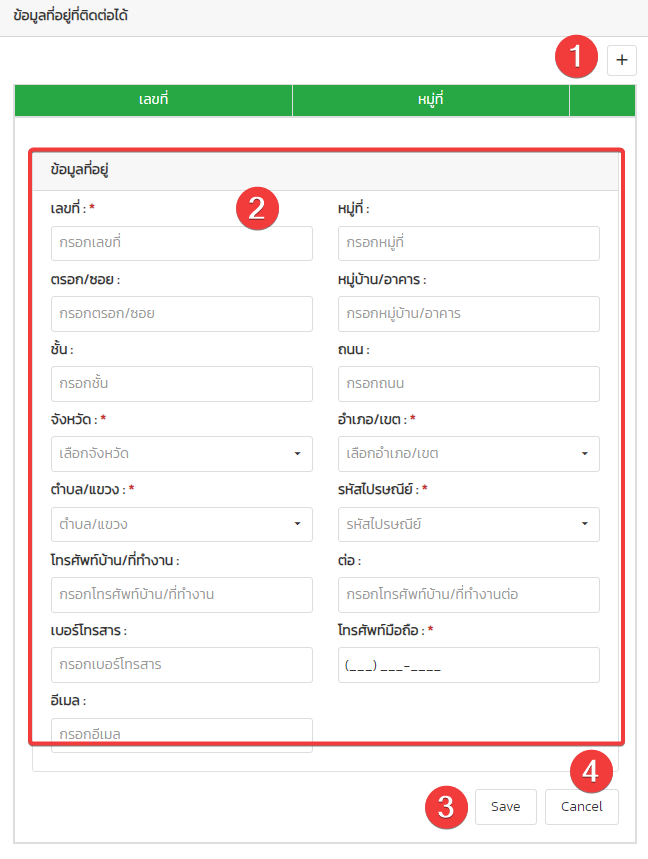 ข้อมูลที่อยู่ที่ติดต่อได้
1 +
เลขที่ หมู่ที่
ข้อมูลที่อยู่
2
เลขที่ : * หมู่ที่ :
กรอกเลขที่ กรอกหมู่ที่
ตรอก/ซอย : หมู่บ้าน/อาคาร :
กรอกตรอก/ซอย กรอกหมู่บ้าน/อาคาร
ชั้น : ถนน :
กรอกชั้น กรอกถนน
จังหวัด : * อำเภอ/เขต : *
เลือกจังหวัด เลือกอำเภอ/เขต
ตำบล/แขวง : * รหัสไปรษณีย์ : *
ตำบล/แขวง รหัสไปรษณีย์
โทรศัพท์บ้าน/ที่ทำงาน : ต่อ :
กรอกโทรศัพท์บ้าน/ที่ทำงาน กรอกโทรศัพท์บ้าน/ที่ทำงานต่อ
เบอร์โทรสาร : โทรศัพท์มือถือ : *
กรอกเบอร์โทรสาร (___) ___-____
อีเมล :
กรอกอีเมล
4
3 Save Cancel